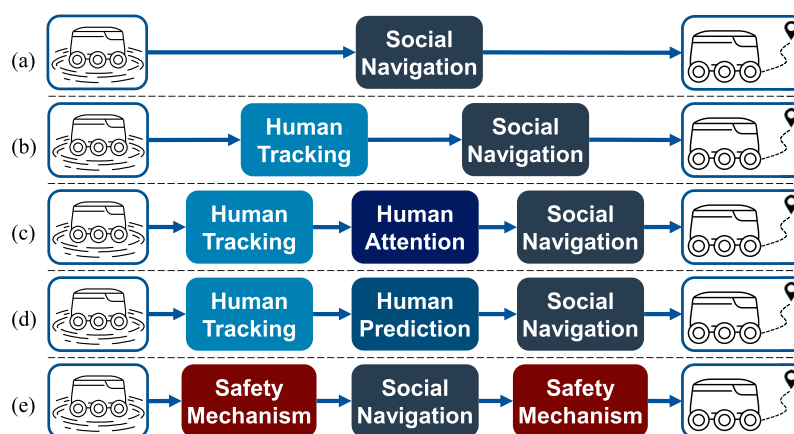 (a)
Social
Navigation
(b)
Human
Tracking
Social
Navigation
(c)
Human
Tracking
Human
Attention
Social
Navigation
(d)
Human
Tracking
Human
Prediction
Social
Navigation
(e)
Safety
Mechanism
Social
Navigation
Safety
Mechanism